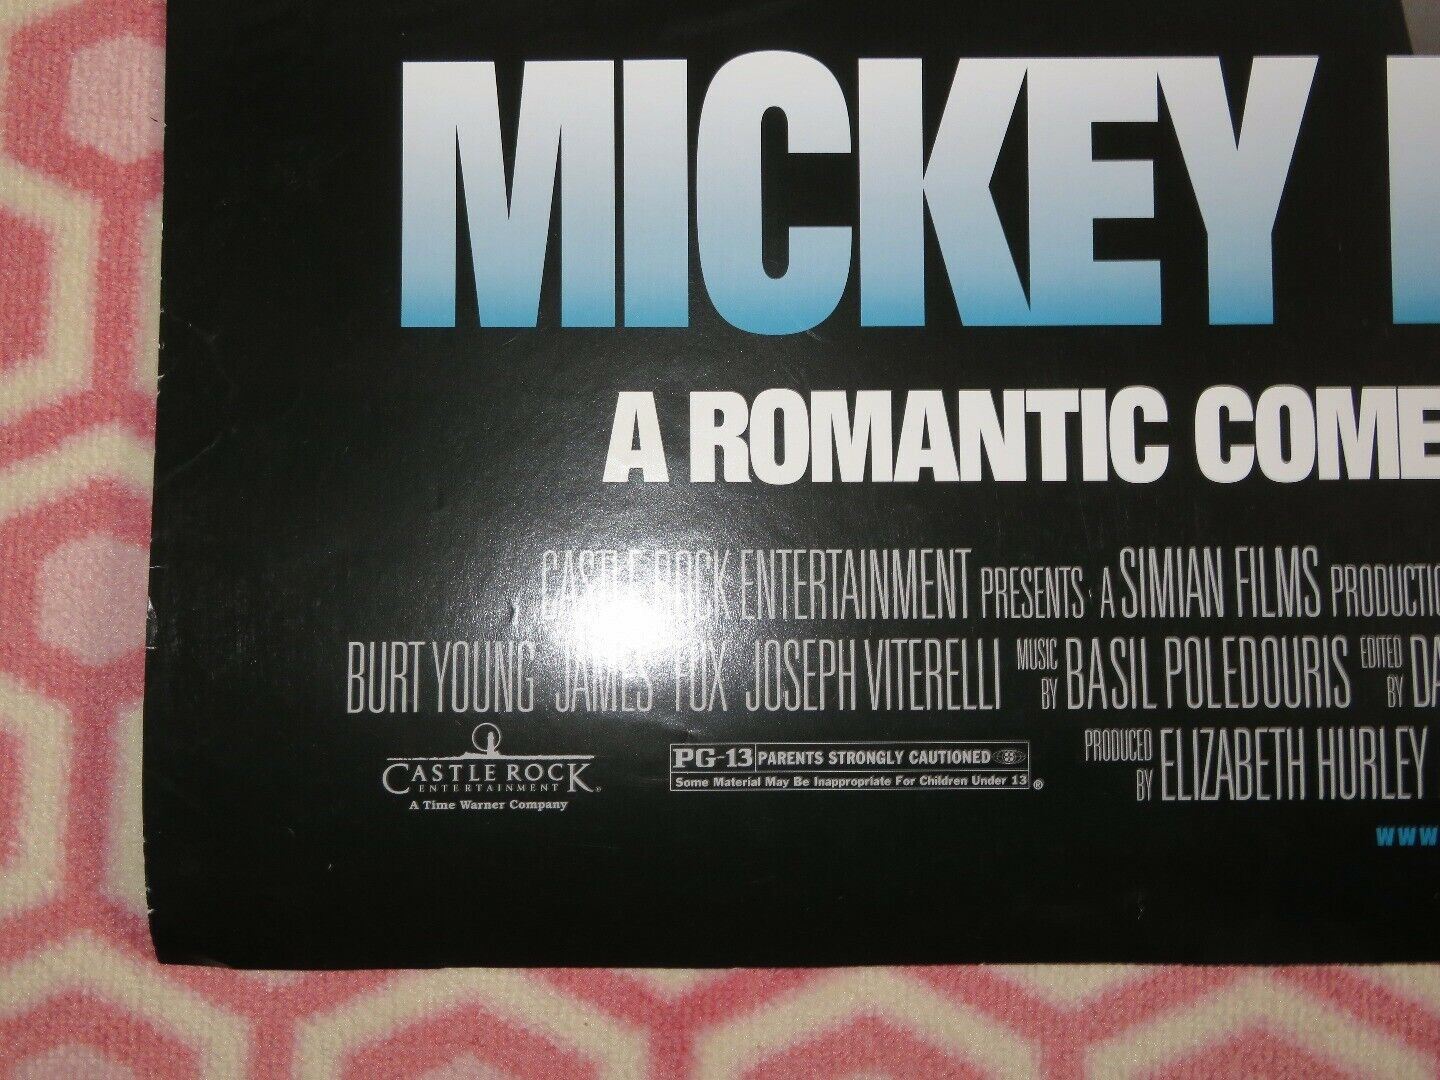 MICKEY
A ROMANTIC COME
CASTLE ROCK ENTERTAINMENT PRESENTS A SIMIAN FILMS PRODUCTIO
BURT YOUNG JAMES FOX JOSEPH VITERELLI MUSIC BY BASIL POLEDOURIS EDITED BY DA
PRODUCED BY ELIZABETH HURLEY
CASTLE ROCK
ENTERTAINMENT
A Time Warner Company
PG-13 PARENTS STRONGLY CAUTIONED
Some Material May Be Inappropriate For Children Under 13 ®
WWW